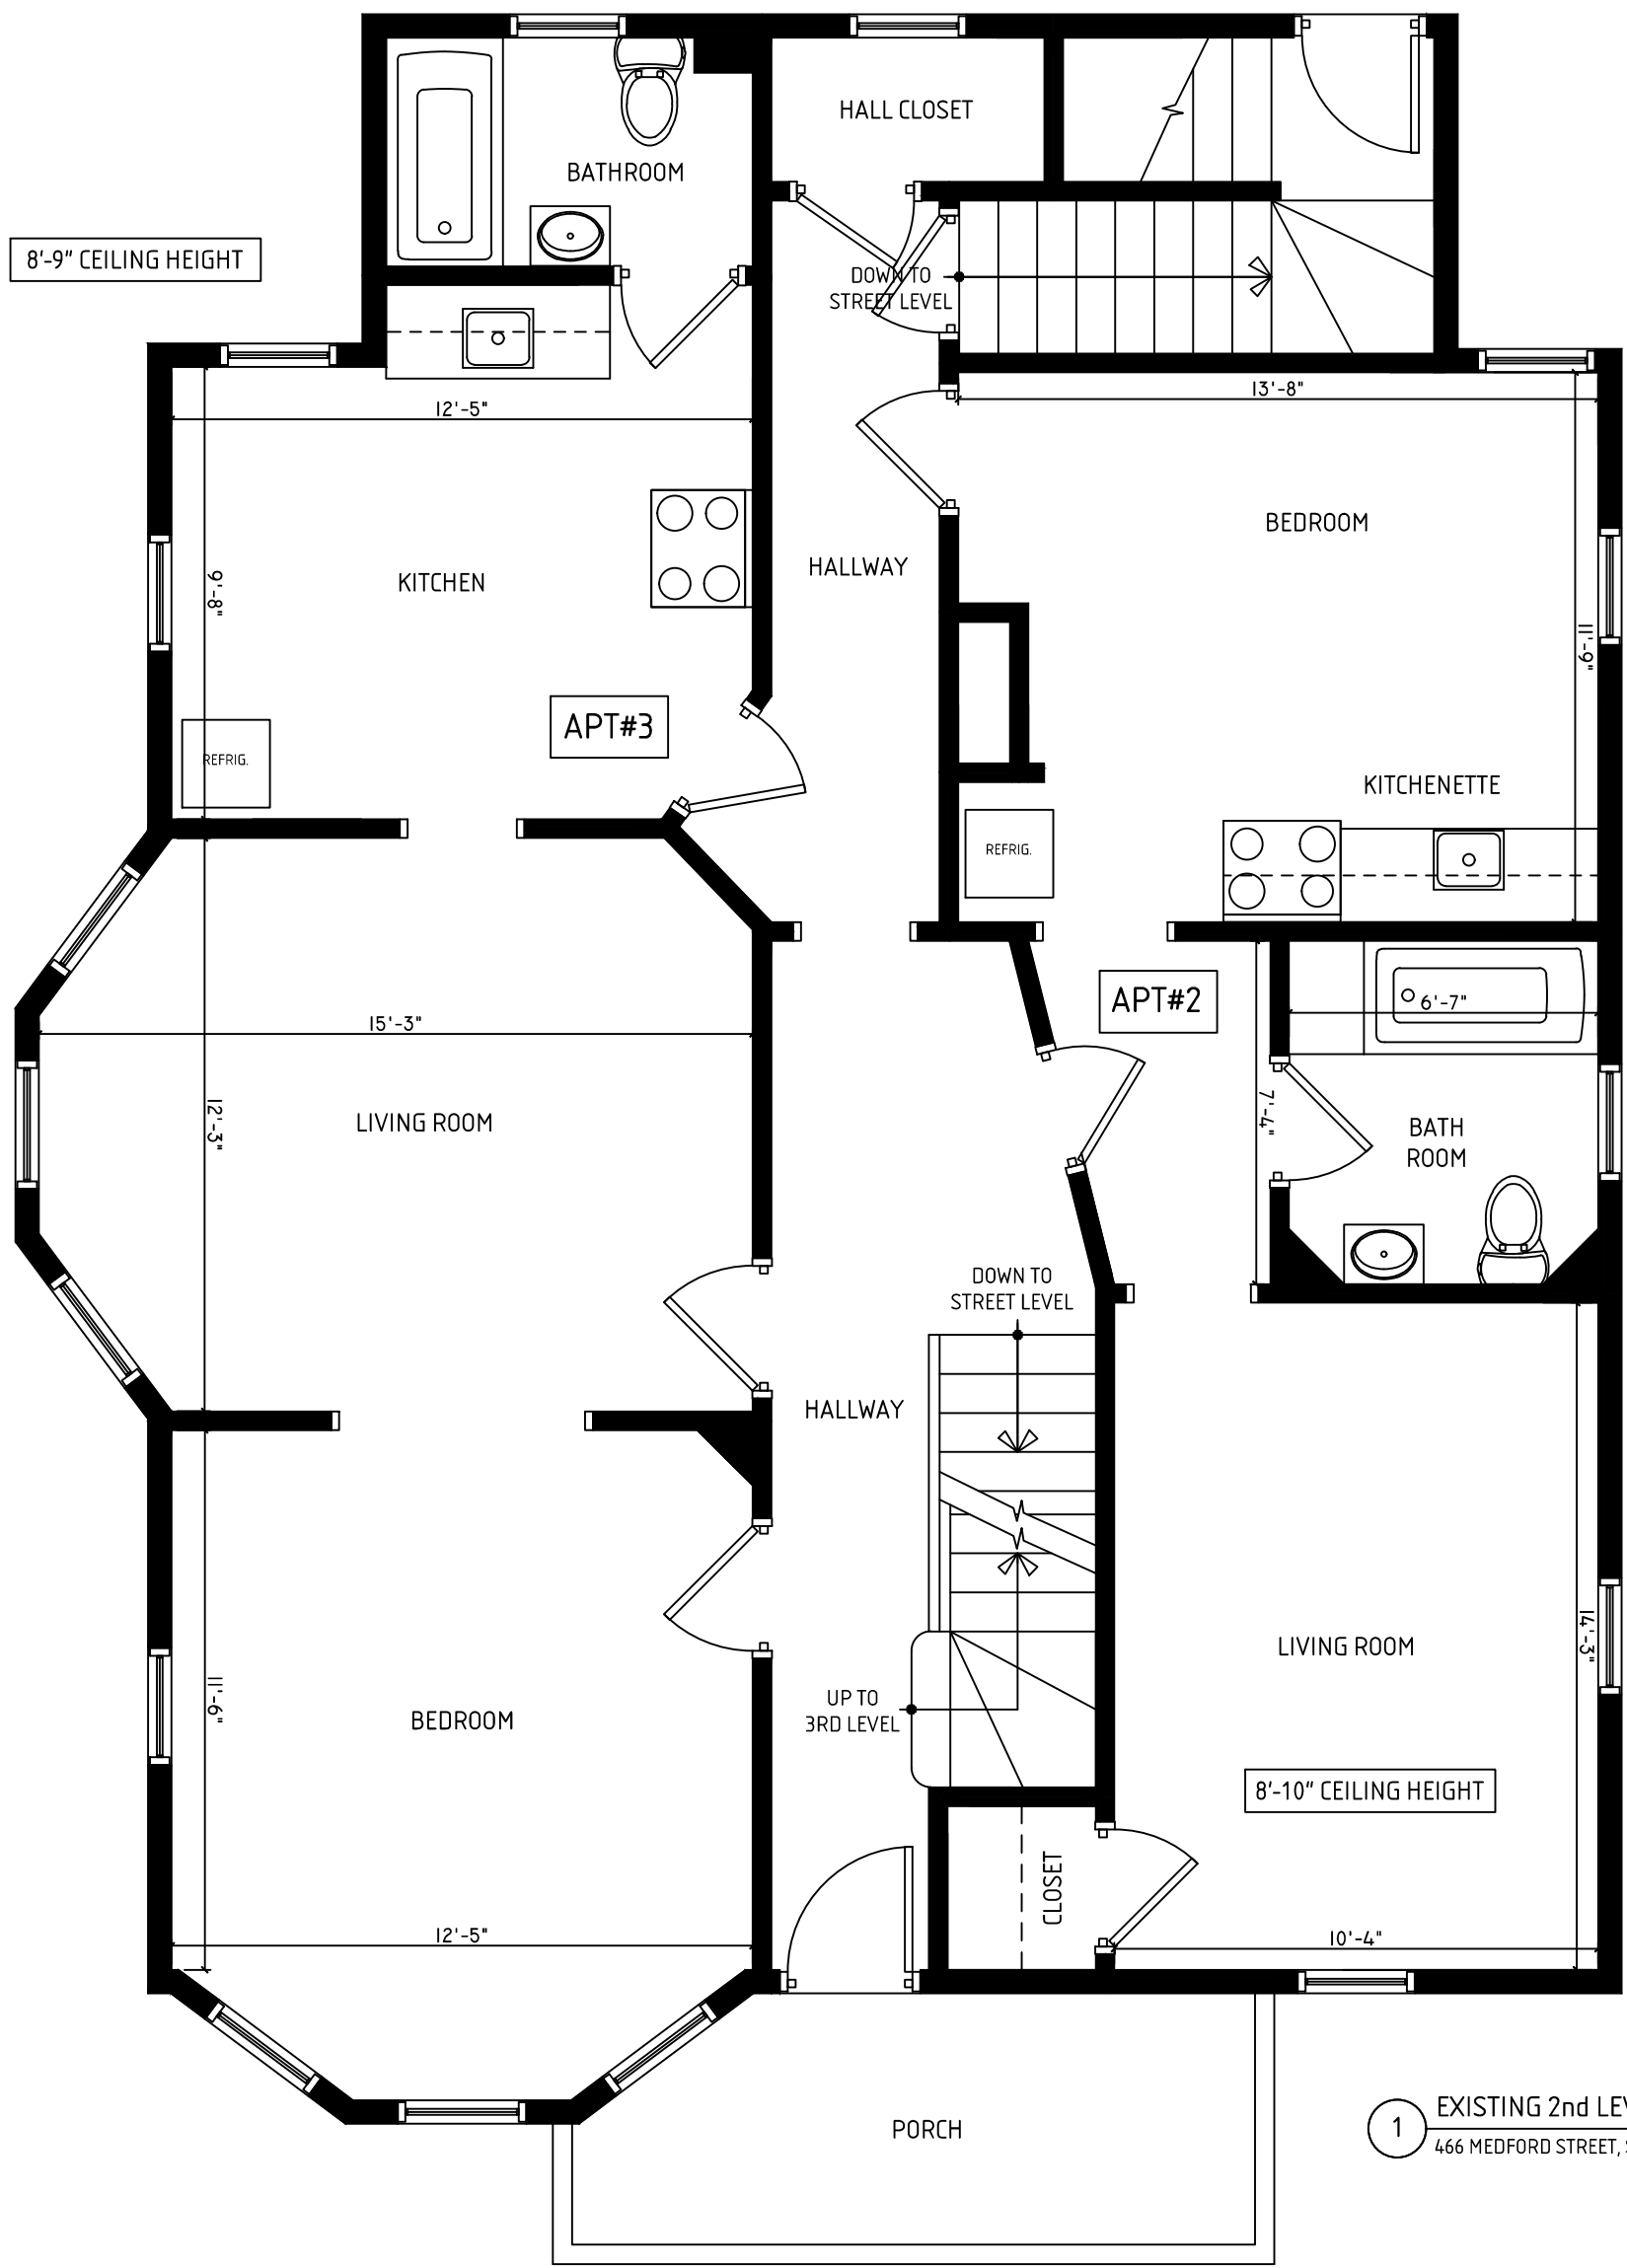 HALL CLOSET
BATHROOM
8'-9" CEILING HEIGHT
DOWN TO
STREET LEVEL
12'-5"
13'-8"
BEDROOM
HALLWAY
KITCHEN
9'-8"
11'-9"
APT#3
REFRIG.
KITCHENETTE
REFRIG.
APT#2
6'-7"
15'-3"
12'-3"
LIVING ROOM
7'-4"
BATH
ROOM
DOWN TO
STREET LEVEL
HALLWAY
LIVING ROOM
14'-3"
UP TO
3RD LEVEL
11'-6"
BEDROOM
8'-10" CEILING HEIGHT
CLOSET
12'-5"
10'-4"
PORCH
1
EXISTING 2nd
466 MEDFORD STREET,